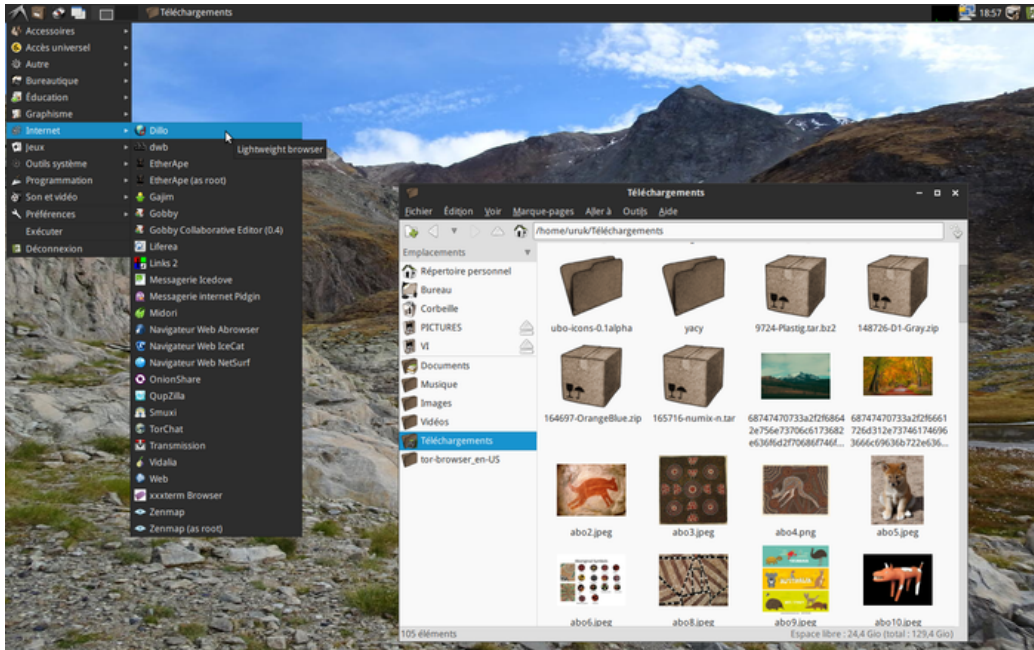 Téléchargements
18:57
Accessoires
Accès universel
Autre
Bureautique
Éducation
Graphisme
Internet
Jeux
Outils système
Programmation
Son et vidéo
Préférences
Exécuter
Déconnexion
Dillo
dwb
EtherApe
EtherApe (as root)
Gajim
Gobby
Gobby Collaborative Editor (0.4)
Liferea
Links 2
Messagerie Icedove
Messagerie internet Pidgin
Midori
Navigateur Web Abrowser
Navigateur Web IceCat
Navigateur Web NetSurf
OnionShare
QupZilla
Smuxi
TorChat
Transmission
Vidalia
Web
xxxterm Browser
Zenmap
Zenmap (as root)
Lightweight browser
Téléchargements
Fichier Édition Voir Marque-pages Aller à Outils Aide
/home/uruk/Téléchargements
Emplacements
Répertoire personnel
Bureau
Corbeille
PICTURES
VI
Documents
Musique
Images
Vidéos
Téléchargements
tor-browser_en-US
ubo-icons-0.1alpha
yacy
9724-Plastig.tar.bz2
148726-D1-Gray.zip
164697-OrangeBlue.zip
165716-numix-n.tar
68747470733a2f2f6864
2e756e73706c6173682
e636f6d2f70686f746f...
68747470733a2f2f6661
726d312e73746174696
3666c69636b722e636...
abo2.jpeg
abo3.jpeg
abo4.png
abo5.jpeg
abo6.jpeg
abo8.jpeg
abo9.jpeg
abo10.jpeg
105 éléments
Espace libre : 24,4 Gio (total : 129,4 Gio)